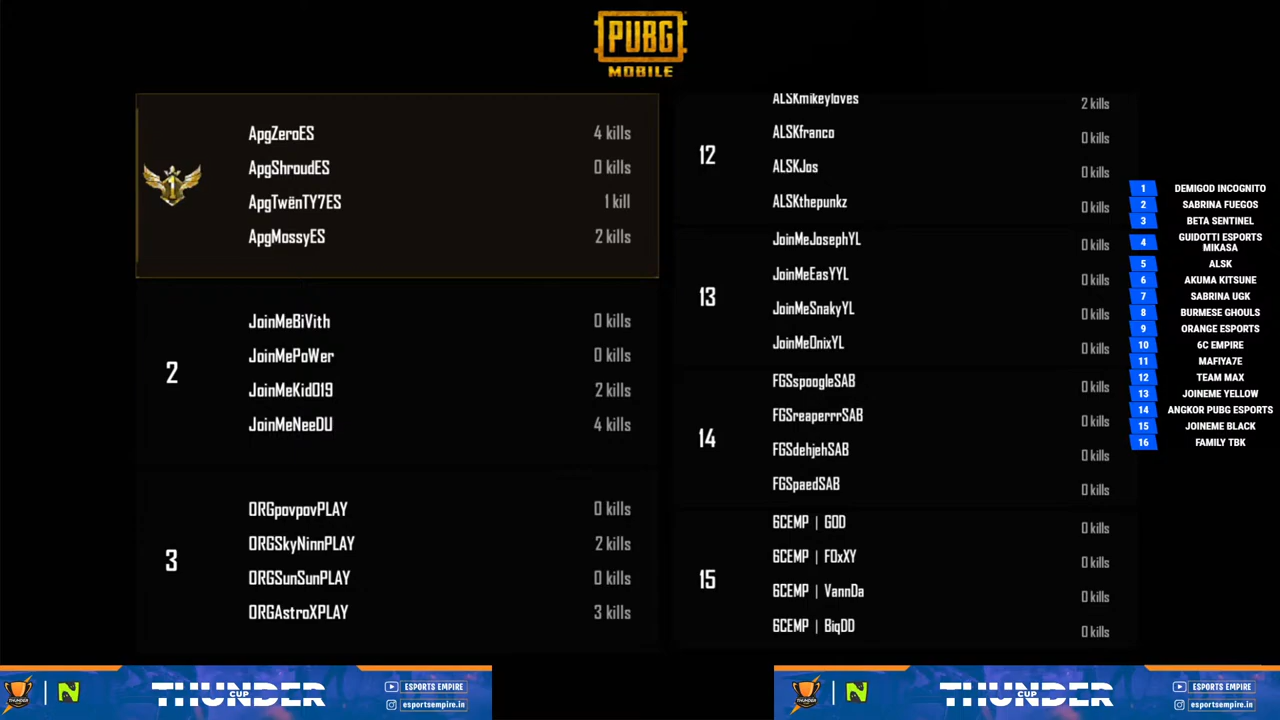 PUBG
MOBILE
1
ApgZeroES 4 kills
ApgShroudES 0 kills
ApgTwënTY7ES 1 kill
ApgMossyES 2 kills
2
JoinMeBiVith 0 kills
JoinMePoWer 0 kills
JoinMeKid019 2 kills
JoinMeNeeDU 4 kills
3
ORGpovpovPLAY 0 kills
ORGSkyNinnPLAY 2 kills
ORGSunSunPLAY 0 kills
ORGAstroXPLAY 3 kills
12
ALSKmikeyloves 2 kills
ALSKfranco 0 kills
ALSKJos 0 kills
ALSKthepunkz 0 kills
13
JoinMeJosephYL 0 kills
JoinMeEasYYL 0 kills
JoinMeSnakyYL 0 kills
JoinMeOnixYL 0 kills
14
FGSspoogleSAB 0 kills
FGSreaperrrSAB 0 kills
FGSdehjehSAB 0 kills
FGSpaedSAB 0 kills
15
6CEMP | GOD 0 kills
6CEMP | FOxXY 0 kills
6CEMP | VannDa 0 kills
6CEMP | BiqDD 0 kills
1 DEMIGOD INCOGNITO
2 SABRINA FUEGOS
3 BETA SENTINEL
4 GUIDOTTI ESPORTS
MIKASA
5 ALSK
6 AKUMA KITSUNE
7 SABRINA UGK
8 BURMESE GHOULS
9 ORANGE ESPORTS
10 6C EMPIRE
11 MAFIYA7E
12 TEAM MAX
13 JOINEME YELLOW
14 ANGKOR PUBG ESPORTS
15 JOINEME BLACK
16 FAMILY TBK
THUNDER
CUP
ESPORTS EMPIRE
esportsempire.in
THUNDER
CUP
ESPORTS EMPIRE
esportsempire.in